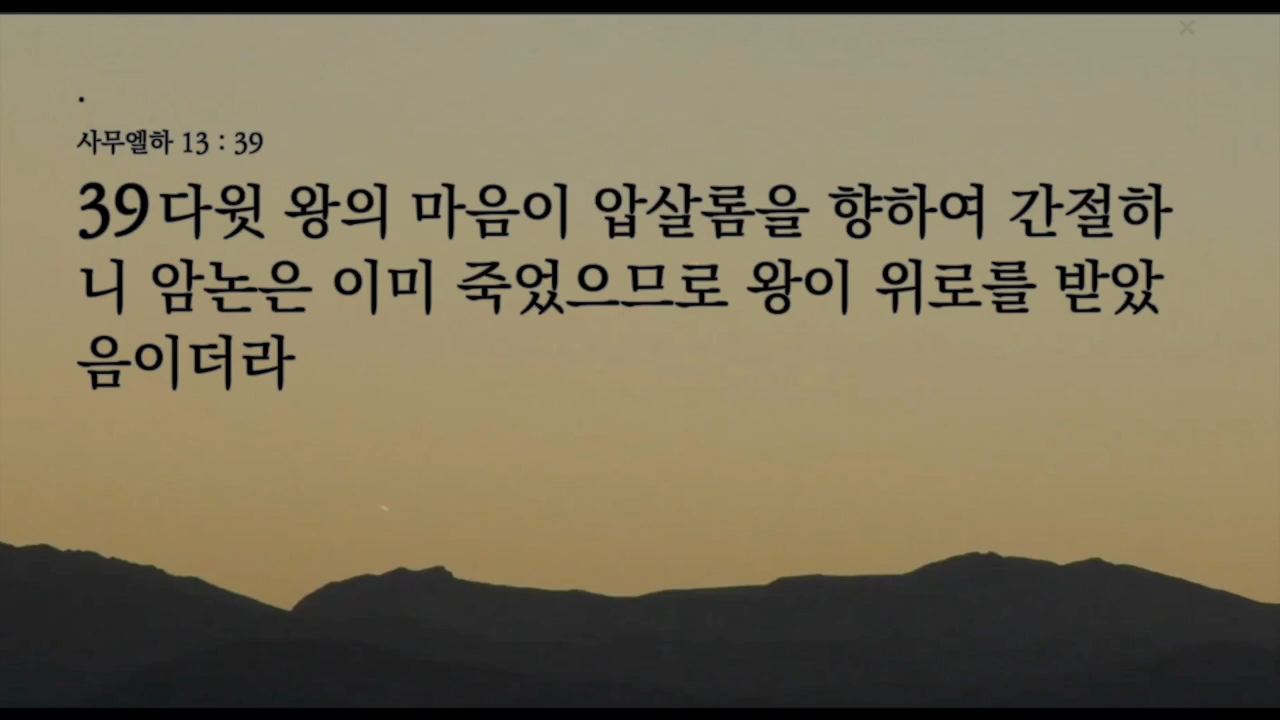 .
사무엘하 13 : 39
39다윗 왕의 마음이 압살롬을 향하여 간절하
니 암논은 이미 죽었으므로 왕이 위로를 받았
음이더라